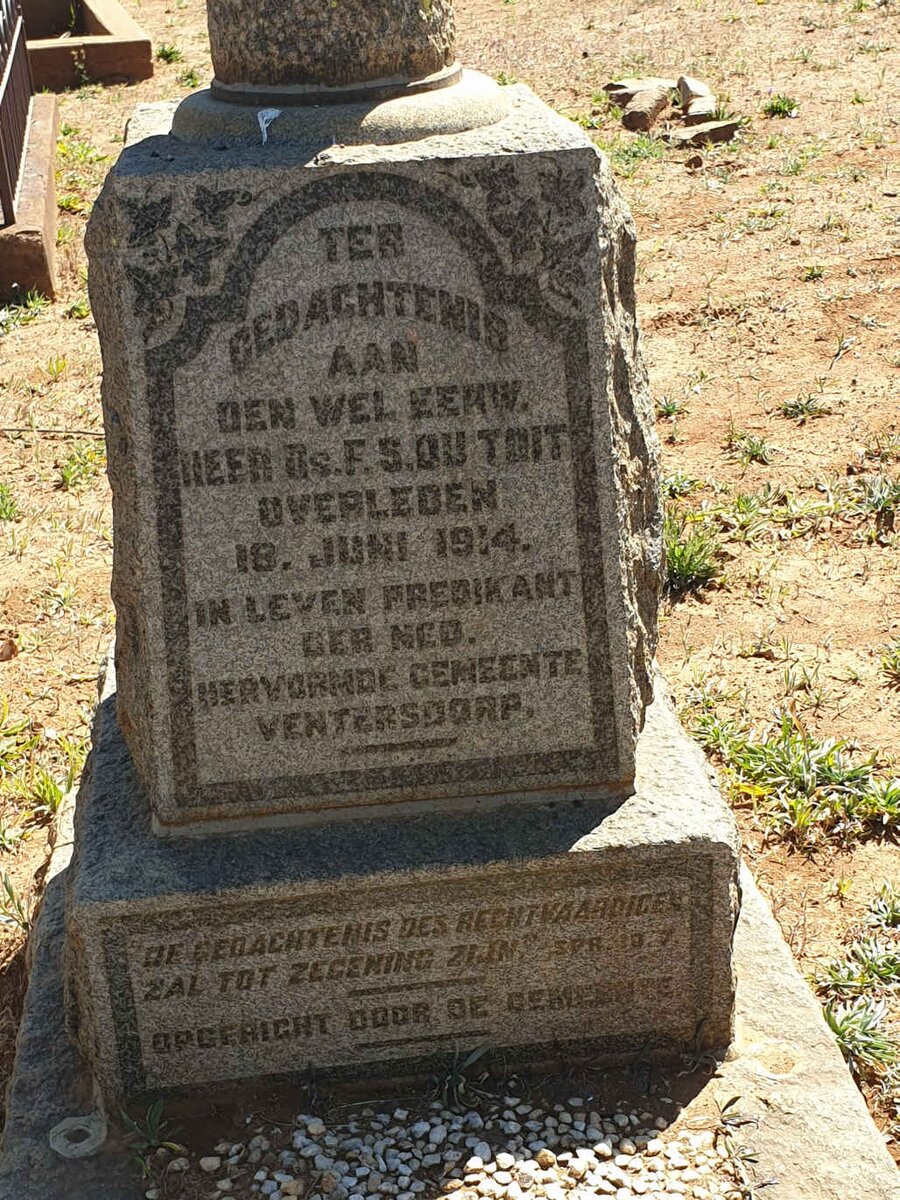 TER
GEDACHTENIS
AAN
DEN WEL EERW.
HEER Ds. F. S. DU TOIT
OVERLEDEN
18. JUNI 1914.
IN LEVEN PREDIKANT
DER NED.
HERVORMDE GEMEENTE
VENTERSDORP,
"DE GEDACHTENIS DES RECHTVAARDIGEN
ZAL TOT ZEGENING ZIJN" SPR. 10. 7.
OPGERICHT DOOR DE GEMEENTE